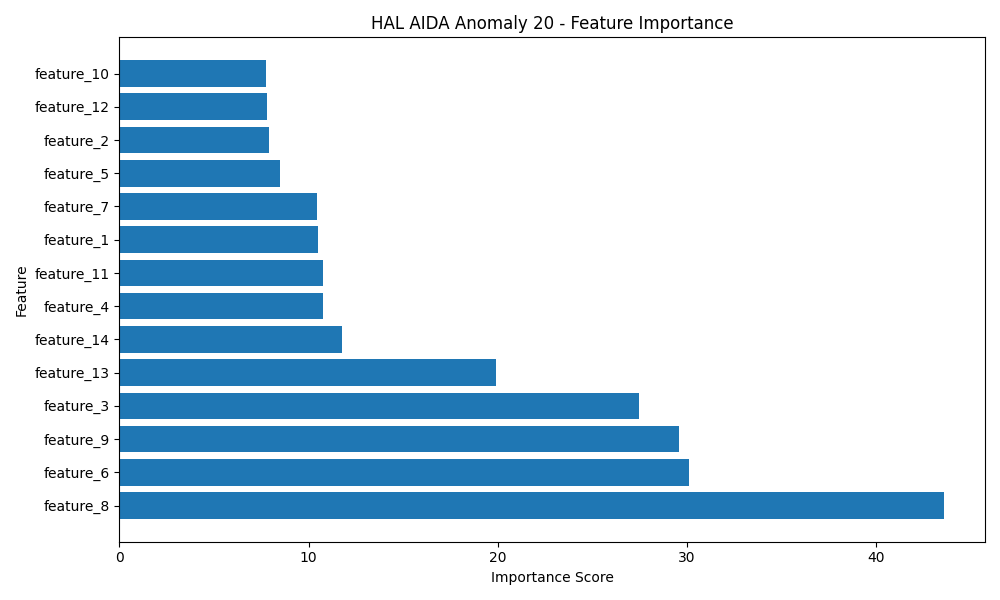 HAL AIDA Anomaly 20 - Feature Importance
feature_10
feature_12
feature_2
feature_5
feature_7
feature_1
feature_11
feature_4
feature_14
feature_13
feature_3
feature_9
feature_6
feature_8
Feature
0 10 20 30 40
Importance Score